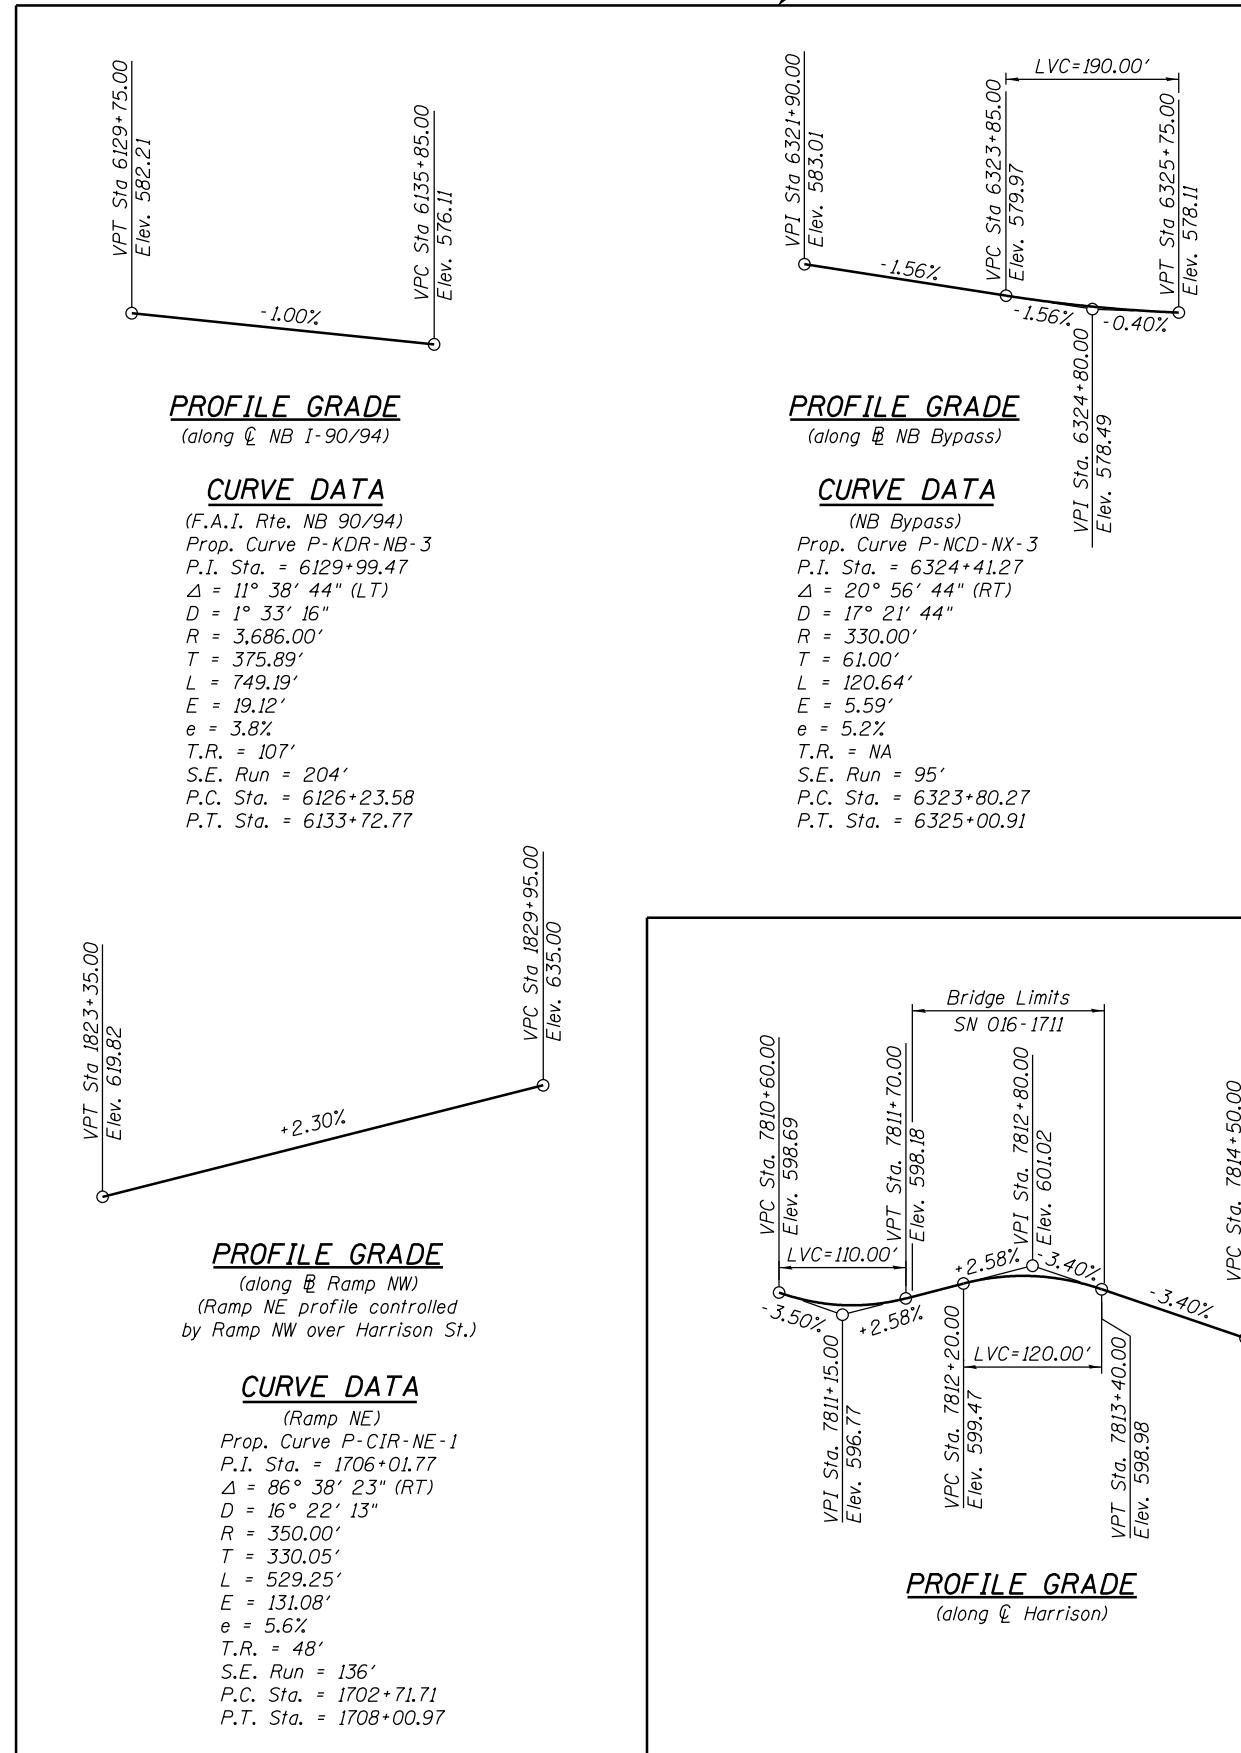 VPT Sta 6129+75.00
Elev. 582.21
VPC Sta 6135+85.00
Elev. 576.11
-1.00%
PROFILE GRADE
(along ℄ NB I-90/94)
CURVE DATA
(F.A.I. Rte. NB 90/94)
Prop. Curve P-KDR-NB-3
P.I. Sta. = 6129+99.47
Δ = 11° 38' 44" (LT)
D = 1° 33' 16"
R = 3,686.00'
T = 375.89'
L = 749.19'
E = 19.12'
e = 3.8%
T.R. = 107'
S.E. Run = 204'
P.C. Sta. = 6126+23.58
P.T. Sta. = 6133+72.77
VPI Sta 6321+90.00
Elev. 583.01
VPC Sta 6323+85.00
Elev. 579.97
LVC=190.00'
VPT Sta 6325+75.00
Elev. 578.11
-1.56%
-1.56%
-0.40%
VPI Sta. 6324+80.00
Elev. 578.49
PROFILE GRADE
(along ⅊ NB Bypass)
CURVE DATA
(NB Bypass)
Prop. Curve P-NCD-NX-3
P.I. Sta. = 6324+41.27
Δ = 20° 56' 44" (RT)
D = 17° 21' 44"
R = 330.00'
T = 61.00'
L = 120.64'
E = 5.59'
e = 5.2%
T.R. = NA
S.E. Run = 95'
P.C. Sta. = 6323+80.27
P.T. Sta. = 6325+00.91
VPT Sta 1823+35.00
Elev. 619.82
VPC Sta 1829+95.00
Elev. 635.00
+2.30%
PROFILE GRADE
(along ⅊ Ramp NW)
(Ramp NE profile controlled
by Ramp NW over Harrison St.)
CURVE DATA
(Ramp NE)
Prop. Curve P-CIR-NE-1
P.I. Sta. = 1706+01.77
Δ = 86° 38' 23" (RT)
D = 16° 22' 13"
R = 350.00'
T = 330.05'
L = 529.25'
E = 131.08'
e = 5.6%
T.R. = 48'
S.E. Run = 136'
P.C. Sta. = 1702+71.71
P.T. Sta. = 1708+00.97
Bridge Limits
SN 016-1711
VPC Sta. 7810+60.00
Elev. 598.69
VPT Sta. 7811+70.00
Elev. 598.18
VPI Sta. 7812+80.00
Elev. 601.02
VPC Sta. 7814+50.00
LVC=110.00'
-3.50%
+2.58%
+2.58%
-3.40%
-3.40%
VPI Sta. 7811+15.00
Elev. 596.77
VPC Sta. 7812+20.00
Elev. 599.47
LVC=120.00'
VPT Sta. 7813+40.00
Elev. 598.98
PROFILE GRADE
(along ℄ Harrison)